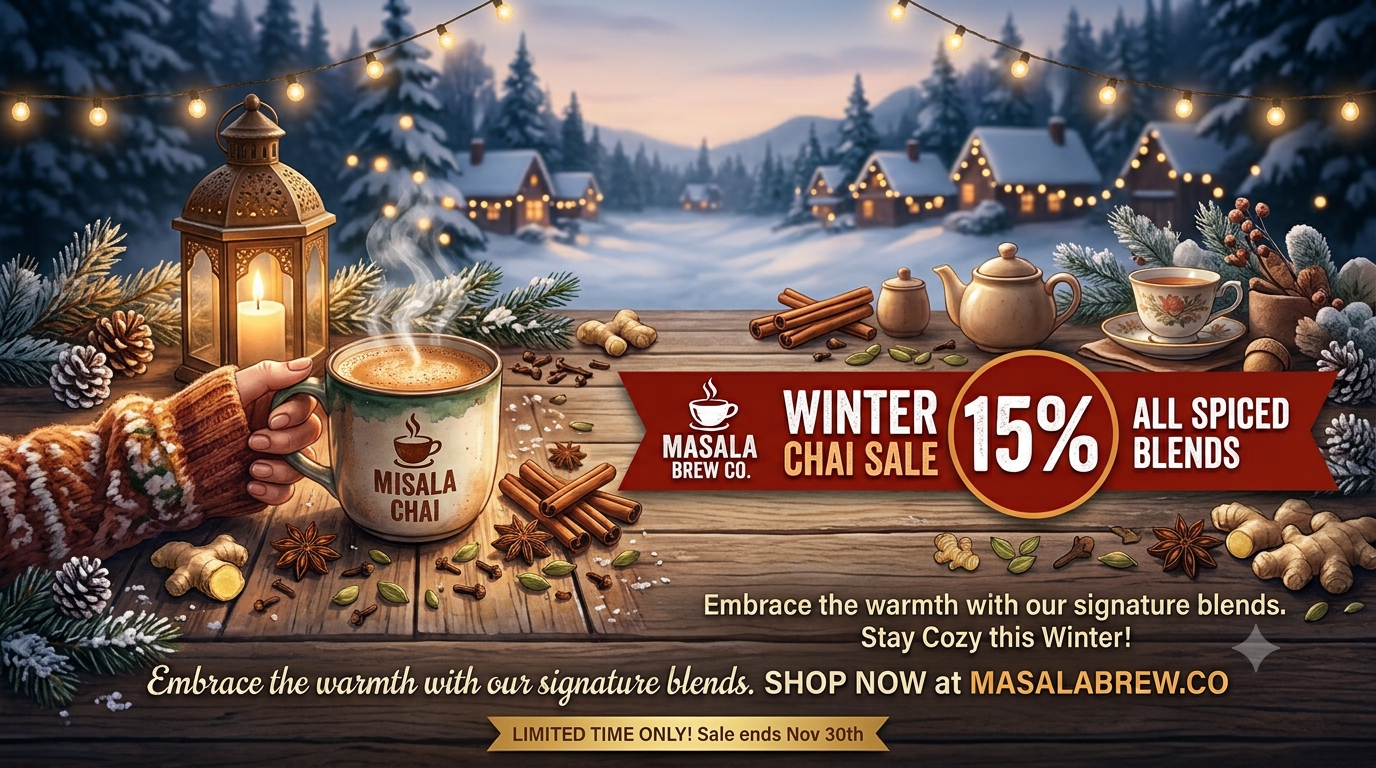 MISALA
CHAI
MASALA
BREW CO.
WINTER
CHAI SALE
15%
ALL SPICED
BLENDS
Embrace the warmth with our signature blends.
Stay Cozy this Winter!
Embrace the warmth with our signature blends. SHOP NOW at MASALABREW.CO
LIMITED TIME ONLY! Sale ends Nov 30th